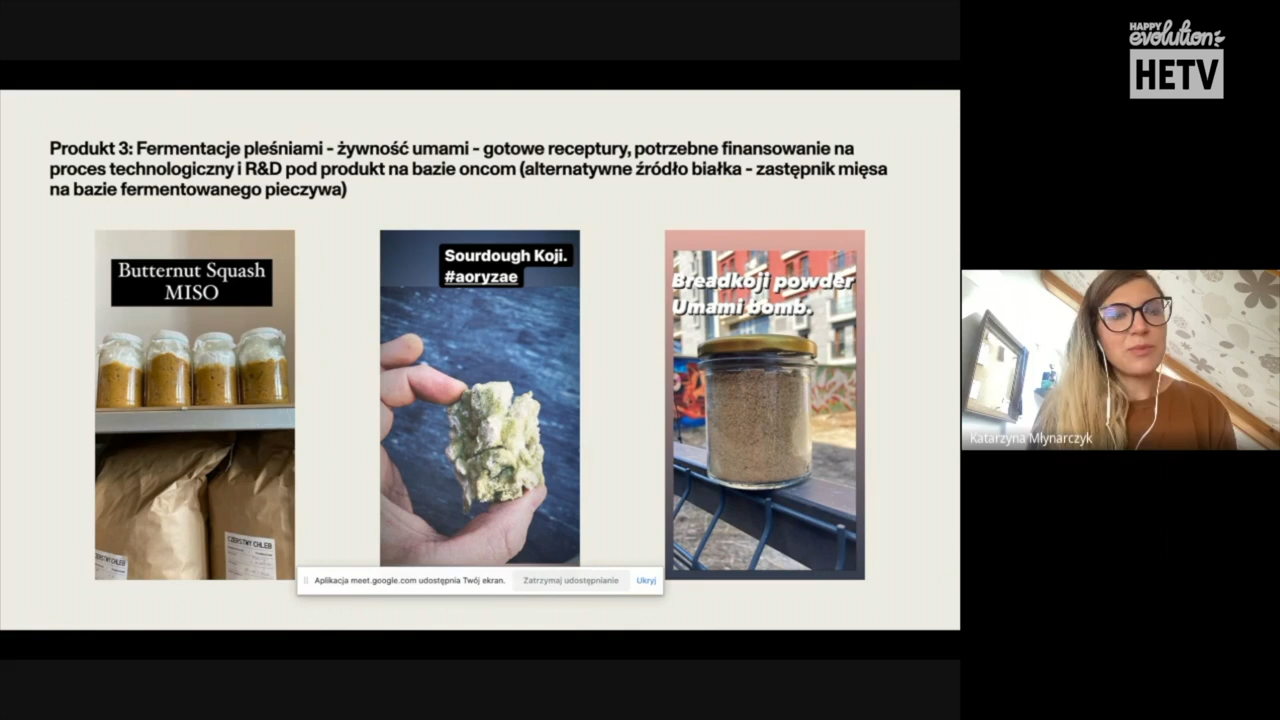 HAPPY
evolution
HETV
Produkt 3: Fermentacje pleśniami - żywność umami - gotowe receptury, potrzebne finansowanie na
proces technologiczny i R&D pod produkt na bazie oncom (alternatywne źródło białka - zastępnik mięsa
na bazie fermentowanego pieczywa)
Butternut Squash
MISO
CZERSTWY CHLEB
CZERSTWY CHLEB
Sourdough Koji.
#aoryzae
Breadkoji powder
Umami bomb.
Aplikacja meet.google.com udostępnia Twój ekran.
Zatrzymaj udostępnianie
Ukryj
Katarzyna Młynarczyk